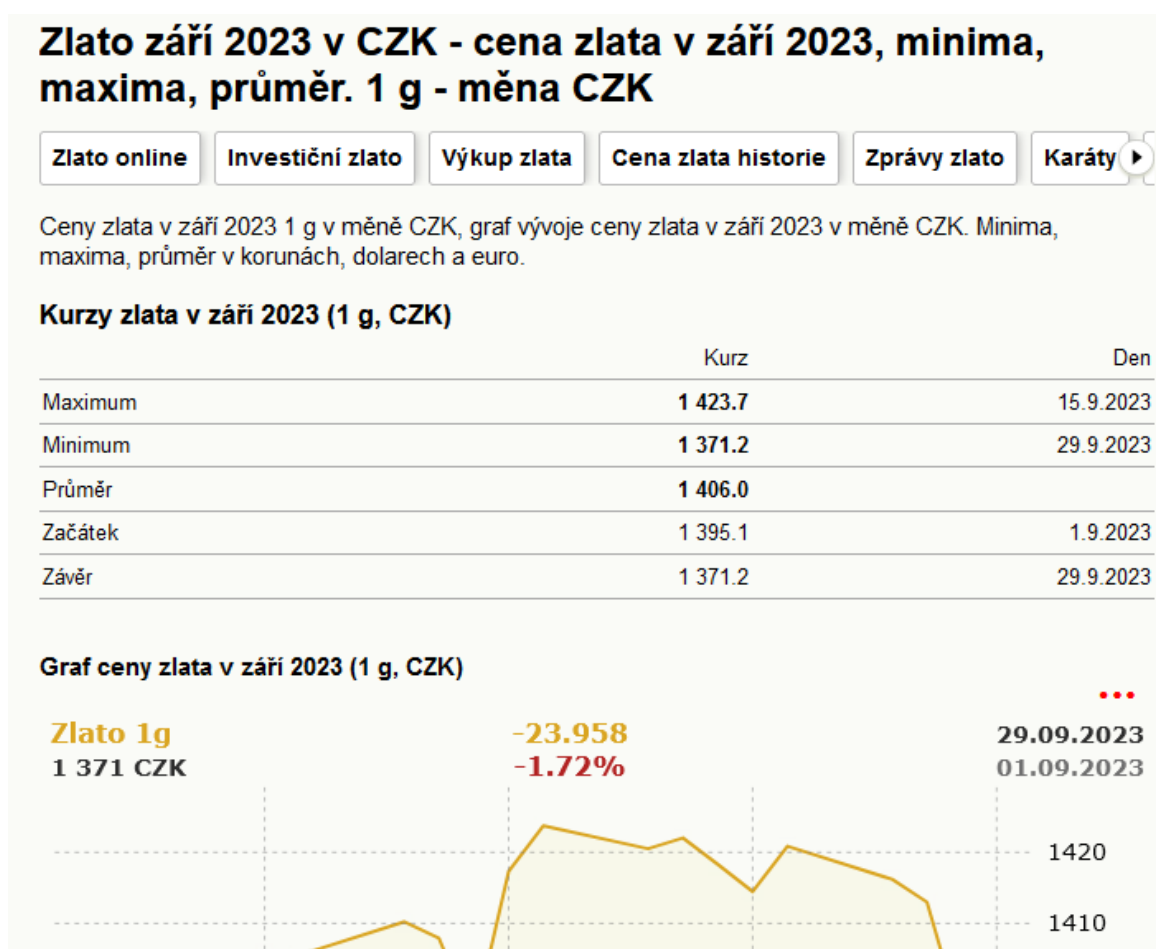 Zlato září 2023 v CZK - cena zlata v září 2023, minima,
maxima, průměr. 1 g - měna CZK
Zlato online Investiční zlato Výkup zlata Cena zlata historie Zprávy zlato Karáty
Ceny zlata v září 2023 1 g v měně CZK, graf vývoje ceny zlata v září 2023 v měně CZK. Minima,
maxima, průměr v korunách, dolarech a euro.
Kurzy zlata v září 2023 (1 g, CZK)
Kurz Den
Maximum 1 423.7 15.9.2023
Minimum 1 371.2 29.9.2023
Průměr 1 406.0
Začátek 1 395.1 1.9.2023
Závěr 1 371.2 29.9.2023
Graf ceny zlata v září 2023 (1 g, CZK)
Zlato 1g -23.958 29.09.2023
1 371 CZK -1.72% 01.09.2023
1420
1410